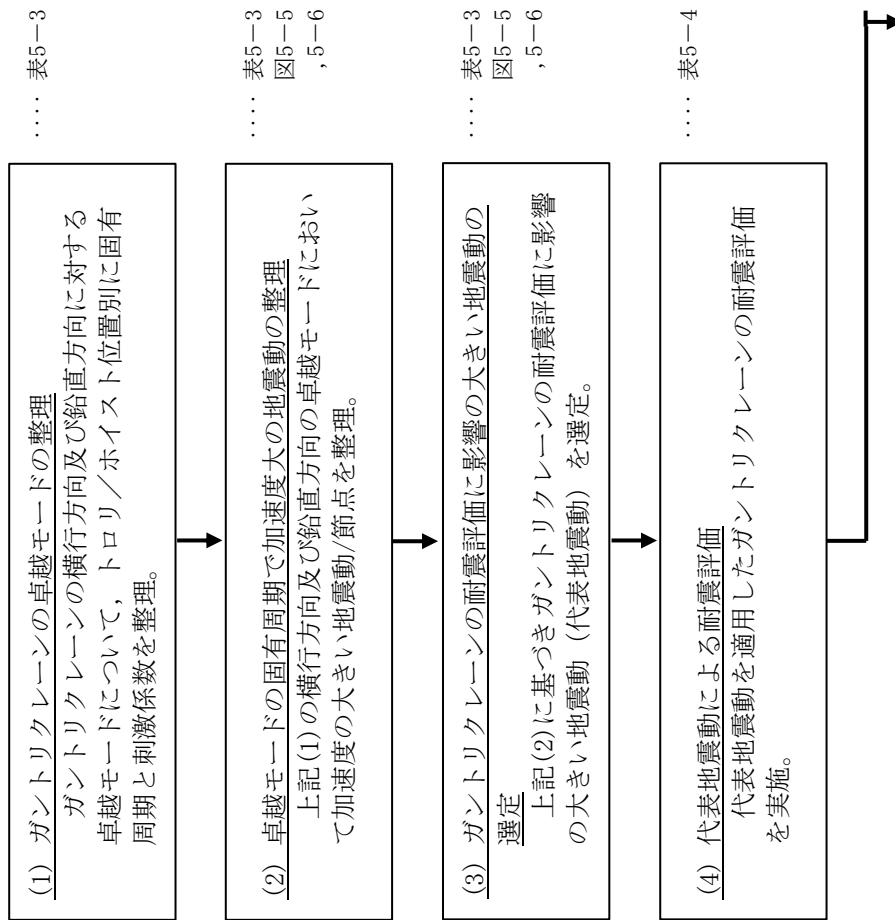 (1) ガントリクレーンの卓越モードの整理
ガントリクレーンの横行方向及び鉛直方向に対する
卓越モードについて，トロリ／ホイスト位置別に固有
周期と刺激係数を整理。
‥‥‥ 表5－3
(2) 卓越モードの固有周期で加速度大の地震動の整理
上記(1)の横行方向及び鉛直方向の卓越モードにおい
て加速度の大きい地震動/節点を整理。
‥‥‥ 表5－3
図5－5
，5－6
(3) ガントリクレーンの耐震評価に影響の大きい地震動の
選定
上記(2)に基づきガントリクレーンの耐震評価に影響
の大きい地震動（代表地震動）を選定。
‥‥‥ 表5－3
図5－5
，5－6
(4) 代表地震動による耐震評価
代表地震動を適用したガントリクレーンの耐震評価
を実施。
‥‥‥ 表5－4